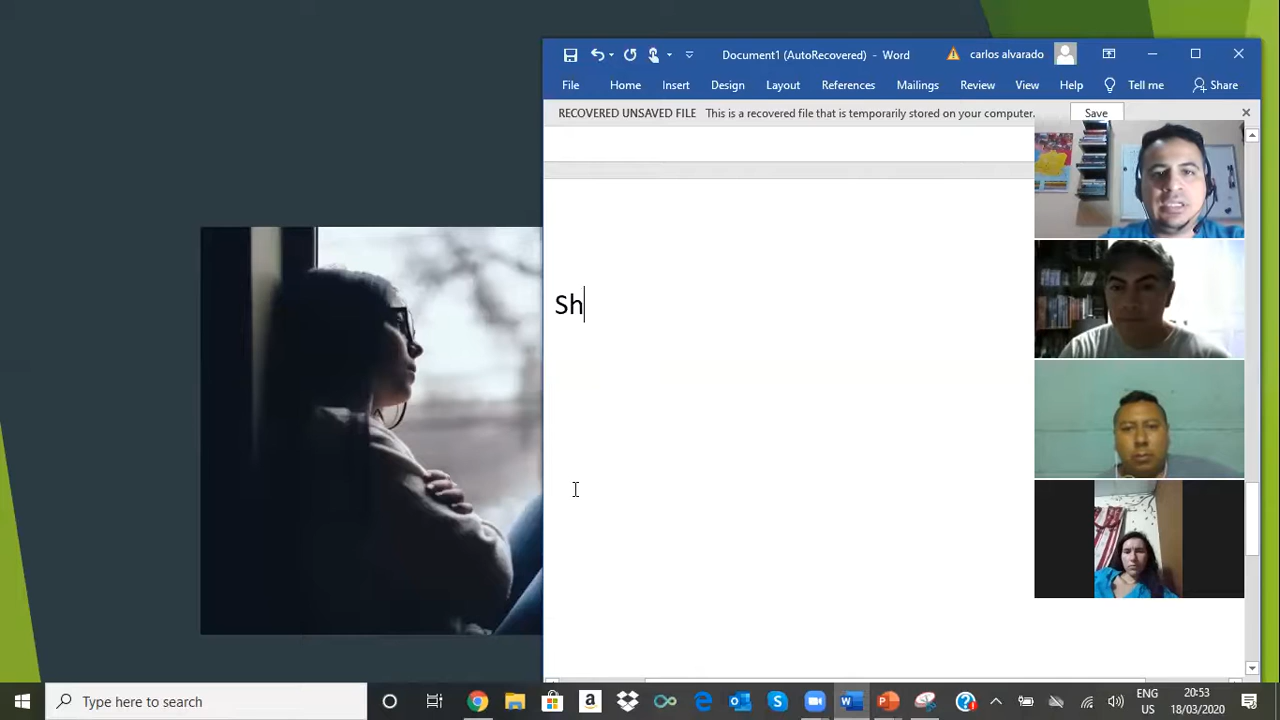 Document1 (AutoRecovered) - Word
carlos alvarado
File Home Insert Design Layout References Mailings Review View Help Tell me Share
RECOVERED UNSAVED FILE This is a recovered file that is temporarily stored on your computer. Save
Sh
Type here to search
ENG
US
20:53
18/03/2020